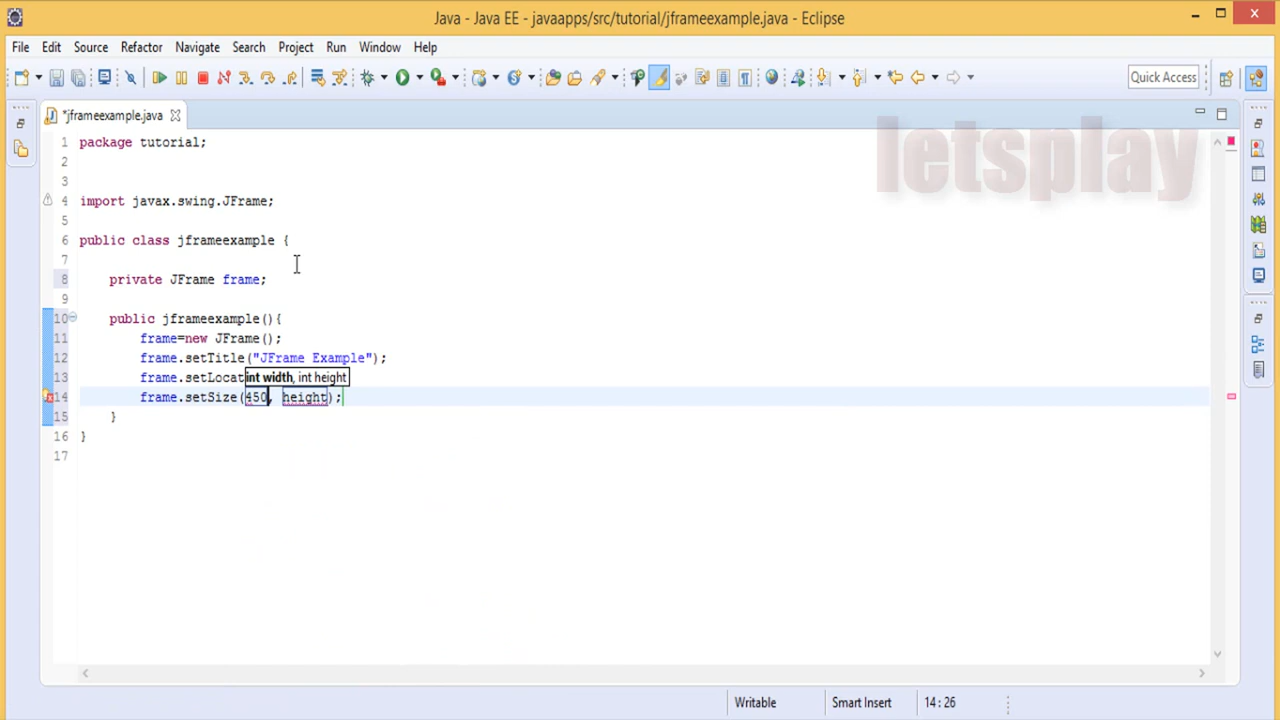 Java - Java EE - javaapps/src/tutorial/jframeexample.java - Eclipse
File Edit Source Refactor Navigate Search Project Run Window Help
Quick Access
*jframeexample.java
letsplay
1 package tutorial;
2
3
4 import javax.swing.JFrame;
5
6 public class jframeexample {
7
8 private JFrame frame;
9
10 public jframeexample(){
11 frame=new JFrame();
12 frame.setTitle("JFrame Example");
13 frame.setLocat
int width, int height
14 frame.setSize(450, height);
15 }
16 }
17
Writable Smart Insert 14 : 26